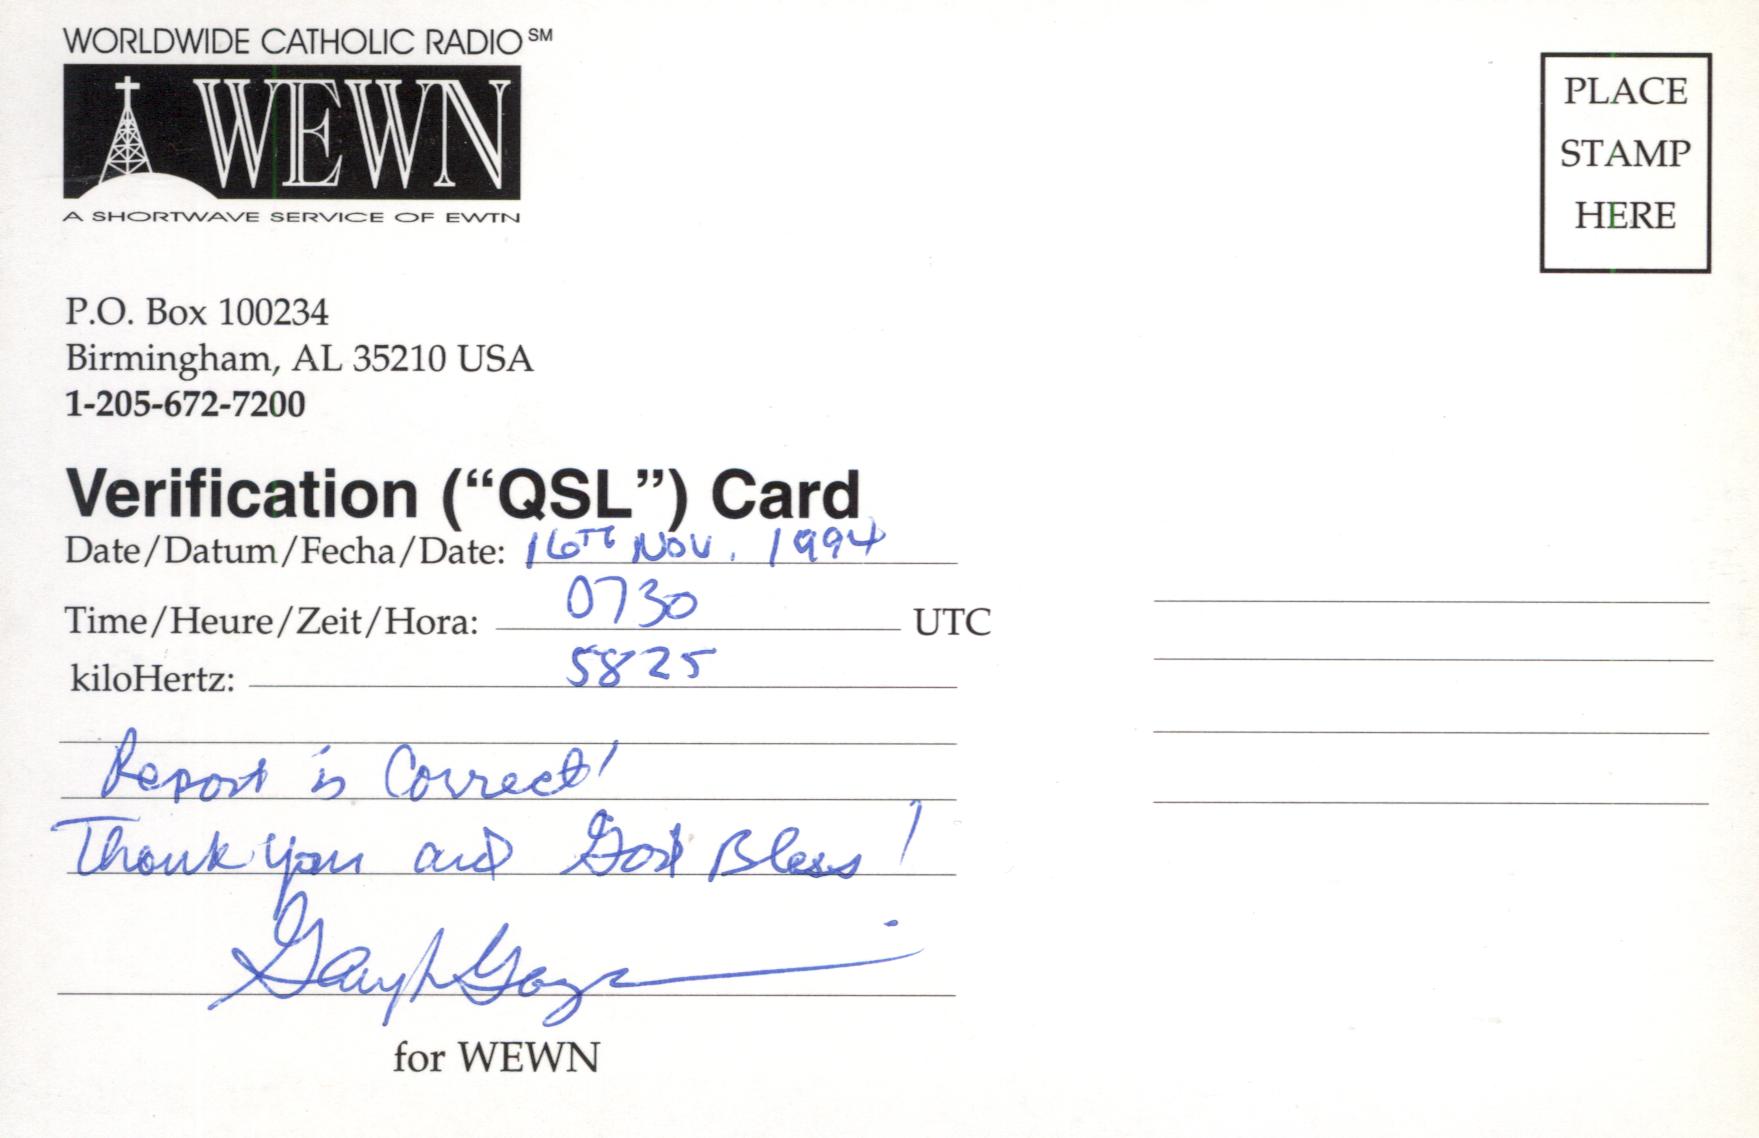 WORLDWIDE CATHOLIC RADIO℠
WEWN
A SHORTWAVE SERVICE OF EWTN
PLACE
STAMP
HERE
P.O. Box 100234
Birmingham, AL 35210 USA
1-205-672-7200
Verification (“QSL”) Card
Date/Datum/Fecha/Date: 16TH NOV. 1994
Time/Heure/Zeit/Hora: 0730 UTC
kiloHertz: 5825
Report is Correct!
Thank you and God Bless!
for WEWN